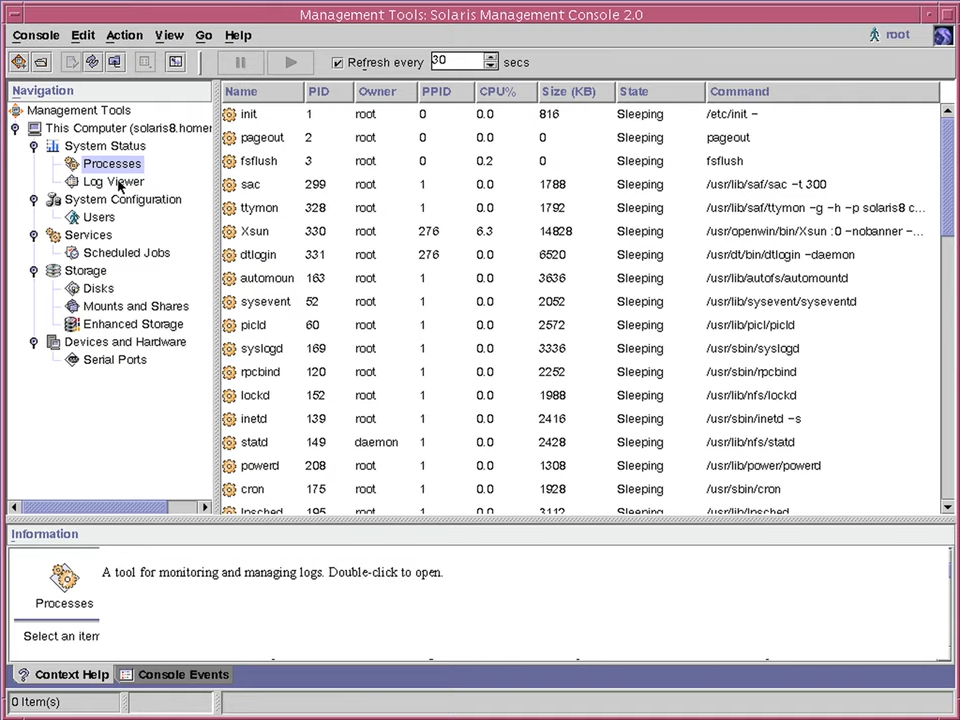 Management Tools: Solaris Management Console 2.0
Console Edit Action View Go Help root
Refresh every 30 secs
Navigation
Management Tools
This Computer (solaris8.homer
System Status
Processes
Log Viewer
System Configuration
Users
Services
Scheduled Jobs
Storage
Disks
Mounts and Shares
Enhanced Storage
Devices and Hardware
Serial Ports
Name PID Owner PPID CPU% Size (KB) State Command
init 1 root 0 0.0 816 Sleeping /etc/init -
pageout 2 root 0 0.0 0 Sleeping pageout
fsflush 3 root 0 0.2 0 Sleeping fsflush
sac 299 root 1 0.0 1788 Sleeping /usr/lib/saf/sac -t 300
ttymon 328 root 1 0.0 1792 Sleeping /usr/lib/saf/ttymon -g -h -p solaris8 c...
Xsun 330 root 276 6.3 14828 Sleeping /usr/openwin/bin/Xsun :0 -nobanner -...
dtlogin 331 root 276 0.0 6520 Sleeping /usr/dt/bin/dtlogin -daemon
automoun 163 root 1 0.0 3636 Sleeping /usr/lib/autofs/automountd
sysevent 52 root 1 0.0 2052 Sleeping /usr/lib/sysevent/syseventd
picld 60 root 1 0.0 2572 Sleeping /usr/lib/picl/picld
syslogd 169 root 1 0.0 3336 Sleeping /usr/sbin/syslogd
rpcbind 120 root 1 0.0 2252 Sleeping /usr/sbin/rpcbind
lockd 152 root 1 0.0 1988 Sleeping /usr/lib/nfs/lockd
inetd 139 root 1 0.0 2416 Sleeping /usr/sbin/inetd -s
statd 149 daemon 1 0.0 2428 Sleeping /usr/lib/nfs/statd
powerd 208 root 1 0.0 1308 Sleeping /usr/lib/power/powerd
cron 175 root 1 0.0 1928 Sleeping /usr/sbin/cron
lpsched 195 root 1 0.0 3112 Sleeping /usr/lib/lpsched
Information
A tool for monitoring and managing logs. Double-click to open.
Processes
Select an item
Context Help Console Events
0 Item(s)